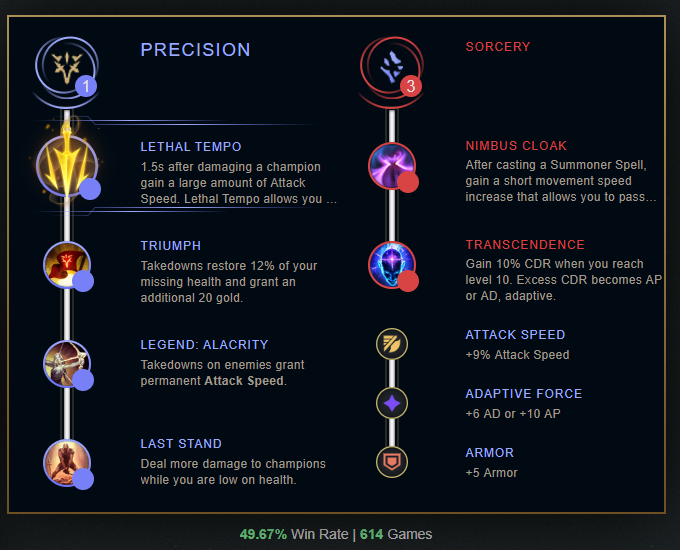 PRECISION
1
LETHAL TEMPO
1.5s after damaging a champion
gain a large amount of Attack
Speed. Lethal Tempo allows you ...
TRIUMPH
Takedowns restore 12% of your
missing health and grant an
additional 20 gold.
LEGEND: ALACRITY
Takedowns on enemies grant
permanent Attack Speed.
LAST STAND
Deal more damage to champions
while you are low on health.
SORCERY
3
NIMBUS CLOAK
After casting a Summoner Spell,
gain a short movement speed
increase that allows you to pass...
TRANSCENDENCE
Gain 10% CDR when you reach
level 10. Excess CDR becomes AP
or AD, adaptive.
ATTACK SPEED
+9% Attack Speed
ADAPTIVE FORCE
+6 AD or +10 AP
ARMOR
+5 Armor
49.67% Win Rate | 614 Games